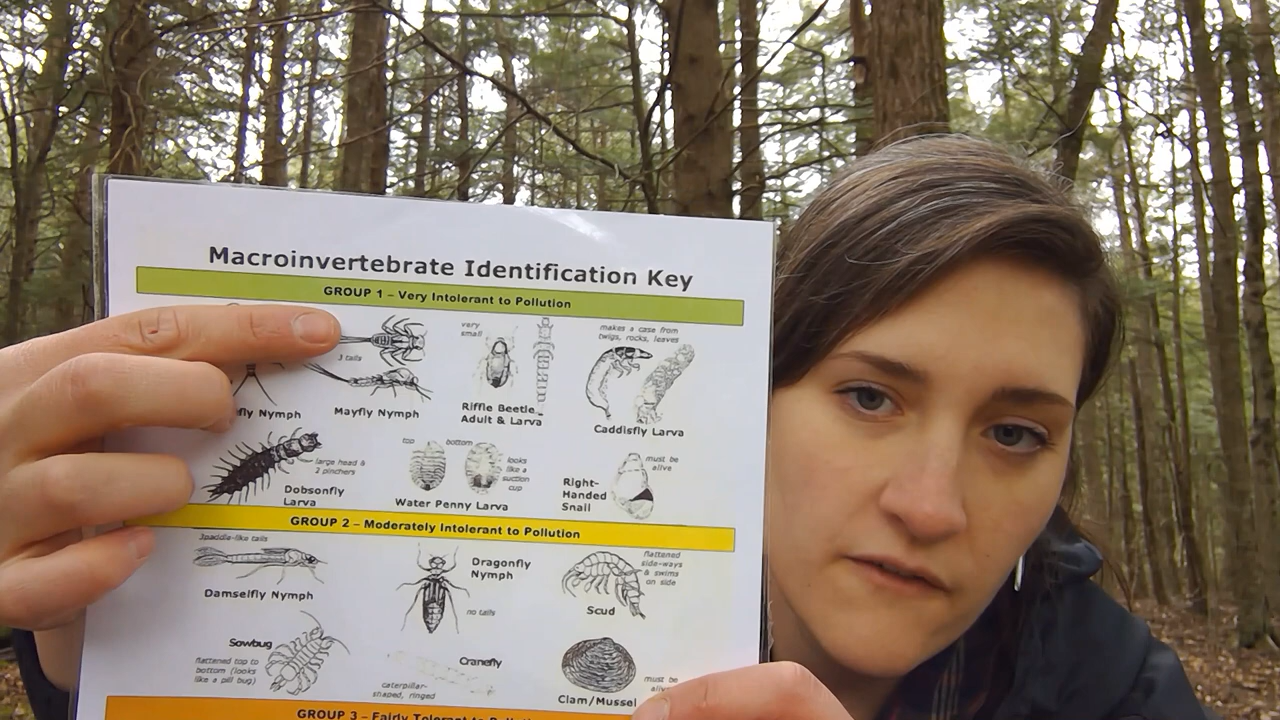 Macroinvertebrate Identification Key
GROUP 1 – Very Intolerant to Pollution
3 tails
very
small
makes a case from
twigs, rocks, leaves
fly Nymph
Mayfly Nymph
Riffle Beetle
Adult & Larva
Caddisfly Larva
large head &
2 pinchers
Dobsonfly
Larva
top
bottom
looks
like a
suction
cup
Water Penny Larva
must be
alive
Right-
Handed
Snail
GROUP 2 – Moderately Intolerant to Pollution
3paddle-like tails
Damselfly Nymph
Dragonfly
Nymph
no tails
flattened
side-ways
& swims
on side
Scud
Sowbug
flattened top to
bottom (looks
like a pill bug)
Cranefly
caterpillar-
shaped, ringed
must be
Clam/Mussel
GROUP 3 – Fairly Tolerant to